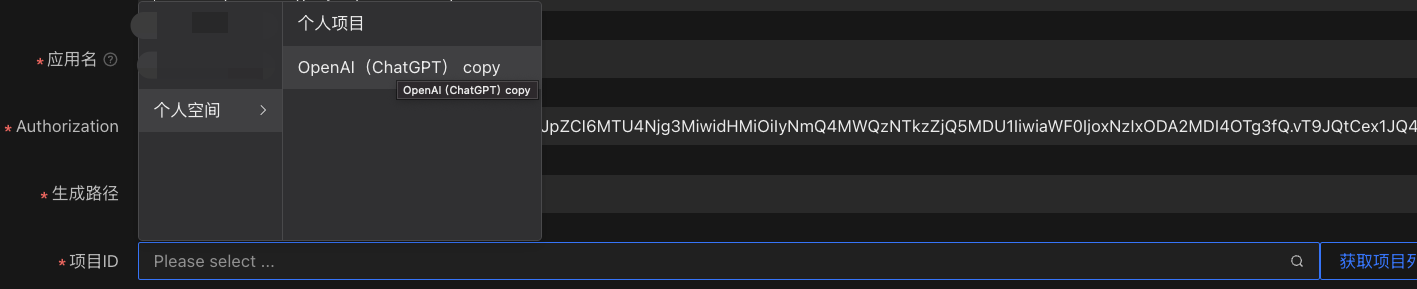 个人项目
* 应用名
OpenAI（ChatGPT） copy
OpenAI（ChatGPT）copy
个人空间
* Authorization
JpZCI6MTU4Njg3MiwidHMiOiIyNmQ4MWQzNTkzZjQ5MDU1IiwiaWF0IjoxNzIxODA2MDI4OTg3fQ.vT9JQtCex1JQ4
* 生成路径
* 项目ID
Please select ...
获取项目列